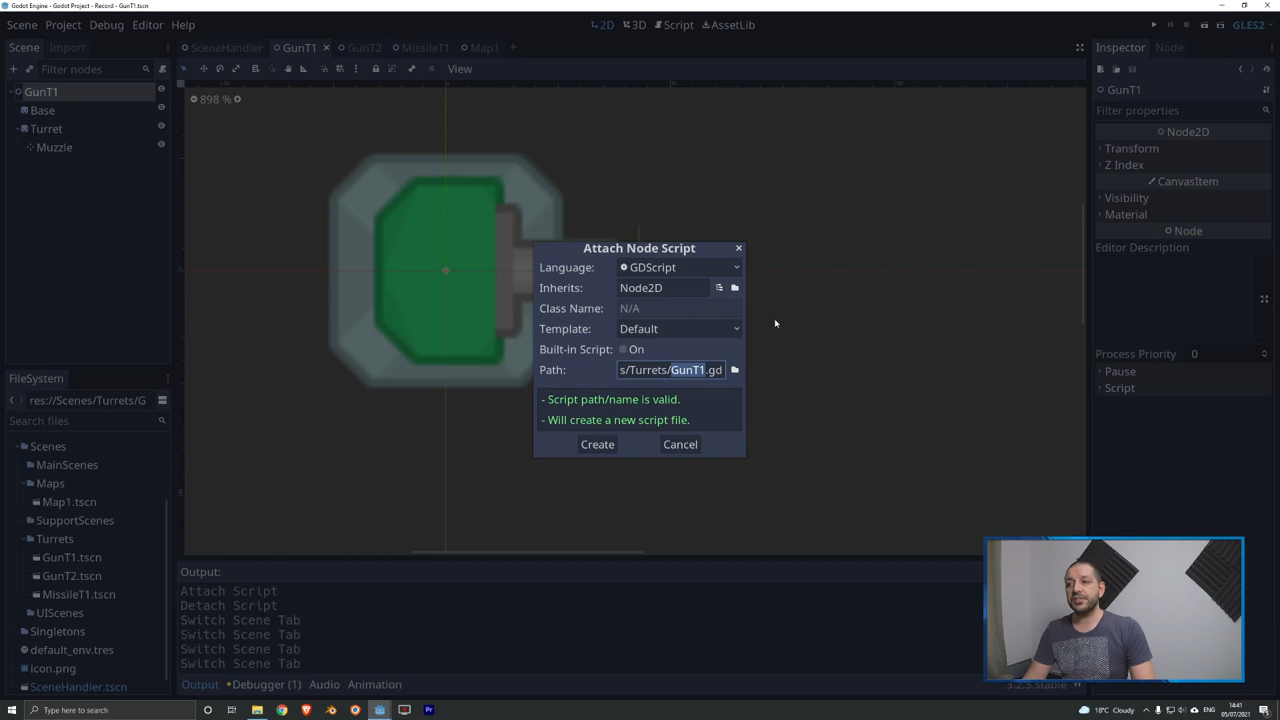 Godot Engine - Godot Project - Record - GunT1.tscn
Scene Project Debug Editor Help
2D 3D Script AssetLib
GLES2
Scene Import
SceneHandler GunT1 GunT2 MissileT1 Map1
Inspector Node
Filter nodes
View
GunT1
Base
Turret
Muzzle
898 %
GunT1
Filter properties
Node2D
Transform
Z Index
CanvasItem
Visibility
Material
Node
Editor Description
Process Priority 0
Pause
Script
Attach Node Script
Language: GDScript
Inherits: Node2D
Class Name: N/A
Template: Default
Built-in Script: On
Path: s/Turrets/GunT1.gd
- Script path/name is valid.
- Will create a new script file.
Create Cancel
FileSystem
res://Scenes/Turrets/G
Search files
Scenes
MainScenes
Maps
Map1.tscn
SupportScenes
Turrets
GunT1.tscn
GunT2.tscn
MissileT1.tscn
UIScenes
Singletons
default_env.tres
icon.png
SceneHandler.tscn
Output:
Attach Script
Detach Script
Switch Scene Tab
Switch Scene Tab
Switch Scene Tab
Switch Scene Tab
Output Debugger (1) Audio Animation
3.2.3.stable
Type here to search
18°C Cloudy
ENG
14:41
05/07/2021